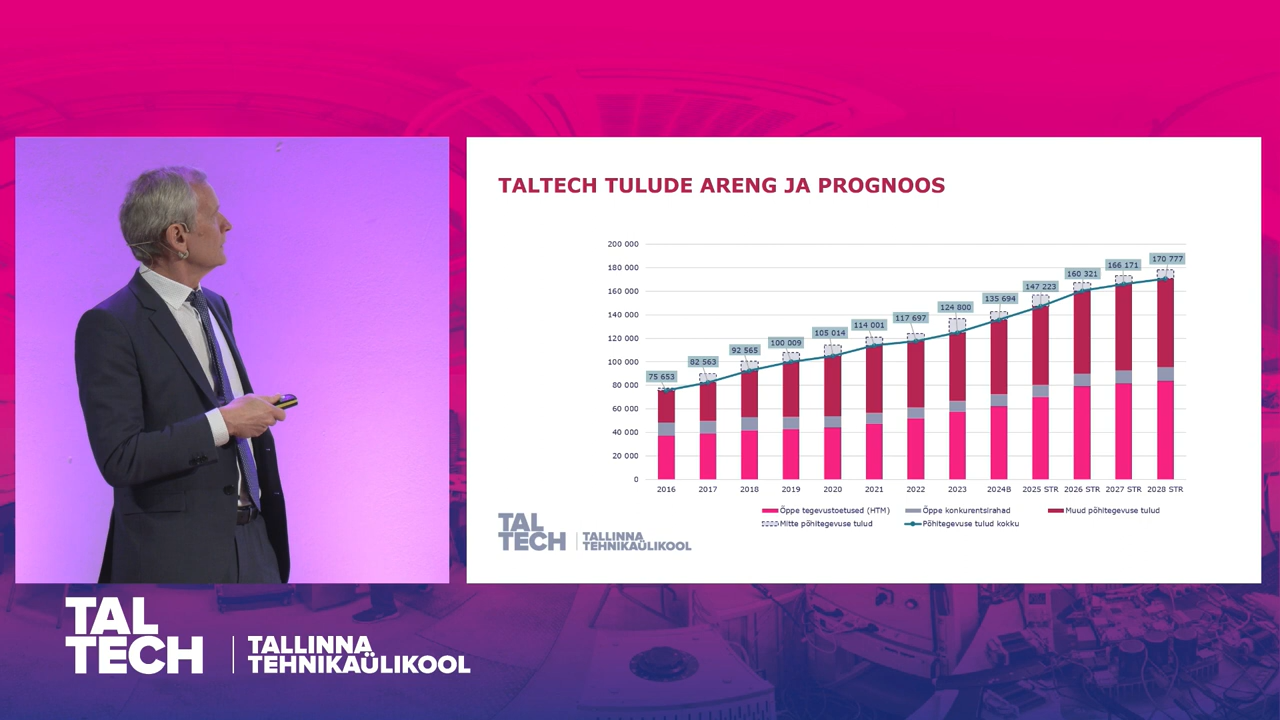 TALTECH TULUDE ARENG JA PROGNOOS
200 000
180 000
160 000
140 000
120 000
100 000
80 000
60 000
40 000
20 000
0
75 653
82 563
92 565
100 009
105 014
114 001
117 697
124 800
135 694
147 223
160 321
166 171
170 777
2016 2017 2018 2019 2020 2021 2022 2023 2024B 2025 STR 2026 STR 2027 STR 2028 STR
Õppe tegevustoetused (HTM) Õppe konkurentsirahad Muud põhitegevuse tulud
Mitte põhitegevuse tulud Põhitegevuse tulud kokku
TAL
TECH
TALLINNA
TEHNIKAÜLIKOOL
TAL
TECH
TALLINNA
TEHNIKAÜLIKOOL